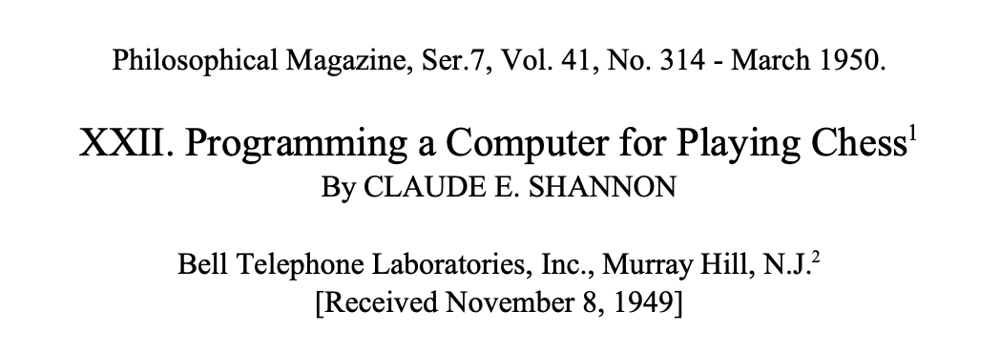 Philosophical Magazine, Ser.7, Vol. 41, No. 314 - March 1950.
XXII. Programming a Computer for Playing Chess¹
By CLAUDE E. SHANNON
Bell Telephone Laboratories, Inc., Murray Hill, N.J.²
[Received November 8, 1949]